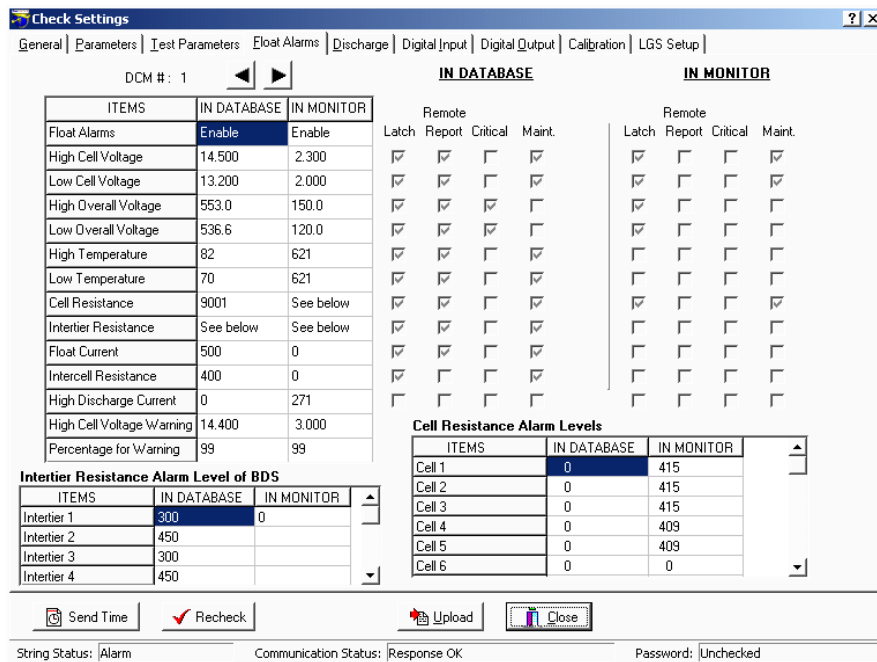 Check Settings
General Parameters Test Parameters Float Alarms Discharge Digital Input Digital Output Calibration LGS Setup
DCM # : 1
IN DATABASE IN MONITOR
ITEMS IN DATABASE IN MONITOR
Remote Remote
Float Alarms Enable Enable Latch Report Critical Maint. Latch Report Critical Maint.
High Cell Voltage 14.500 2.300
Low Cell Voltage 13.200 2.000
High Overall Voltage 553.0 150.0
Low Overall Voltage 536.6 120.0
High Temperature 82 621
Low Temperature 70 621
Cell Resistance 9001 See below
Intertier Resistance See below See below
Float Current 500 0
Intercell Resistance 400 0
High Discharge Current 0 271
High Cell Voltage Warning 14.400 3.000
Percentage for Warning 99 99
Cell Resistance Alarm Levels
ITEMS IN DATABASE IN MONITOR
Cell 1 0 415
Cell 2 0 415
Cell 3 0 415
Cell 4 0 409
Cell 5 0 409
Cell 6 0 0
Intertier Resistance Alarm Level of BDS
ITEMS IN DATABASE IN MONITOR
Intertier 1 300 0
Intertier 2 450
Intertier 3 300
Intertier 4 450
Send Time Recheck Upload Close
String Status: Alarm Communication Status: Response OK Password: Unchecked